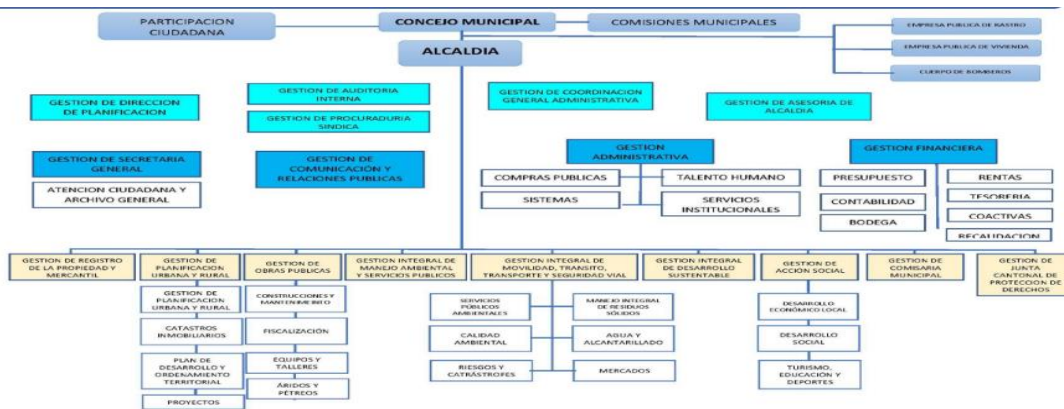 PARTICIPACION
CIUDADANA
CONCEJO MUNICIPAL
COMISIONES MUNICIPALES
ALCALDIA
EMPRESA PUBLICA DE RASTRO
EMPRESA PUBLICA DE VIVIENDA
CUERPO DE BOMBEROS
GESTION DE DIRECCION
DE PLANIFICACION
GESTION DE AUDITORIA
INTERNA
GESTION DE PROCURADURIA
SINDICA
GESTION DE COORDINACION
GENERAL ADMINISTRATIVA
GESTION DE ASESORIA DE
ALCALDIA
GESTION DE SECRETARIA
GENERAL
ATENCION CIUDADANA Y
ARCHIVO GENERAL
GESTION DE
COMUNICACIÓN Y
RELACIONES PUBLICAS
GESTION
ADMINISTRATIVA
COMPRAS PUBLICAS
TALENTO HUMANO
SISTEMAS
SERVICIOS
INSTITUCIONALES
GESTION FINANCIERA
PRESUPUESTO
CONTABILIDAD
BODEGA
RENTAS
TESORERIA
COACTIVAS
RECAUDACION
GESTION DE REGISTRO
DE LA PROPIEDAD Y
MERCANTIL
GESTION DE
PLANIFICACION
URBANA Y RURAL
GESTION DE
OBRAS PUBLICAS
GESTION INTEGRAL DE
MANEJO AMBIENTAL
Y SERVICIOS PUBLICOS
GESTION INTEGRAL DE
MOVILIDAD, TRANSITO,
TRANSPORTE Y SEGURIDAD VIAL
GESTION INTEGRAL
DE DESARROLLO
SUSTENTABLE
GESTION DE
ACCIÓN SOCIAL
GESTION DE
COMISARIA
MUNICIPAL
GESTION DE
JUNTA
CANTONAL DE
PROTECCION DE
DERECHOS
GESTION DE
PLANIFICACIÓN
URBANA Y RURAL
CATASTROS
INMOBILIARIOS
PLAN DE
DESARROLLO Y
ORDENAMIENTO
TERRITORIAL
PROYECTOS
CONSTRUCCIONES Y
MANTENIMIENTO
FISCALIZACIÓN
EQUIPOS Y
TALLERES
ÁRIDOS Y
PÉTREOS
SERVICIOS
PÚBLICOS
AMBIENTALES
CALIDAD
AMBIENTAL
RIESGOS Y
CATRÁSTROFES
MANEJO INTEGRAL
DE RESIDUOS
SÓLIDOS
AGUA Y
ALCANTARILLADO
MERCADOS
DESARROLLO
ECONÓMICO LOCAL
DESARROLLO
SOCIAL
TURISMO,
EDUCACIÓN Y
DEPORTES